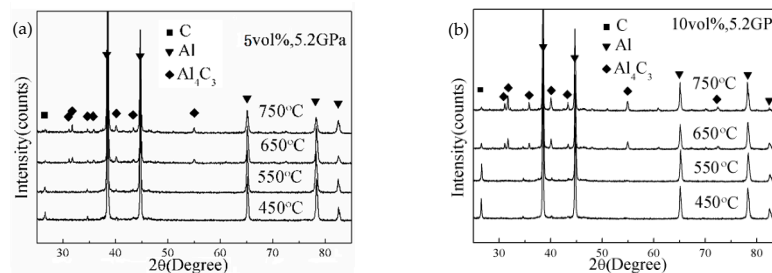 (a)
5vol%,5.2GPa
■ C
▼ Al
◆ Al₄C₃
750°C
650°C
550°C
450°C
Intensity(counts)
30 40 50 60 70 80
2θ(Degree)
(b)
10vol%,5.2GP
■ C
▼ Al
◆ Al₄C₃
750°C
650°C
550°C
450°C
Intensity(counts)
30 40 50 60 70 80
2θ(Degree)